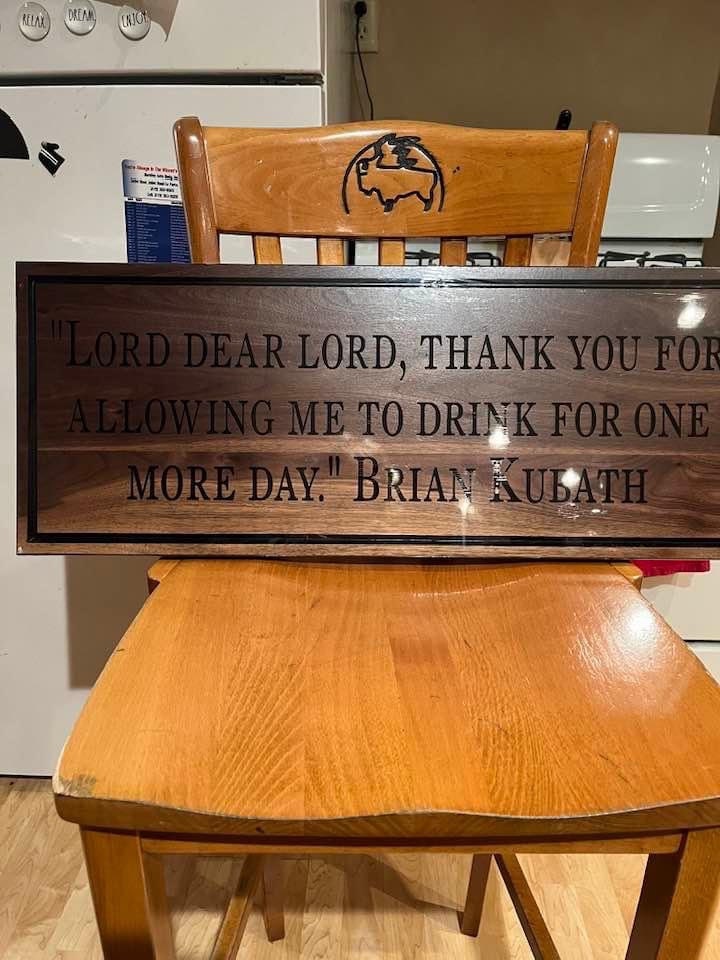 RELAX
DREAM
ENJOY
"LORD DEAR LORD, THANK YOU FOR
ALLOWING ME TO DRINK FOR ONE
MORE DAY." BRIAN KUBATH